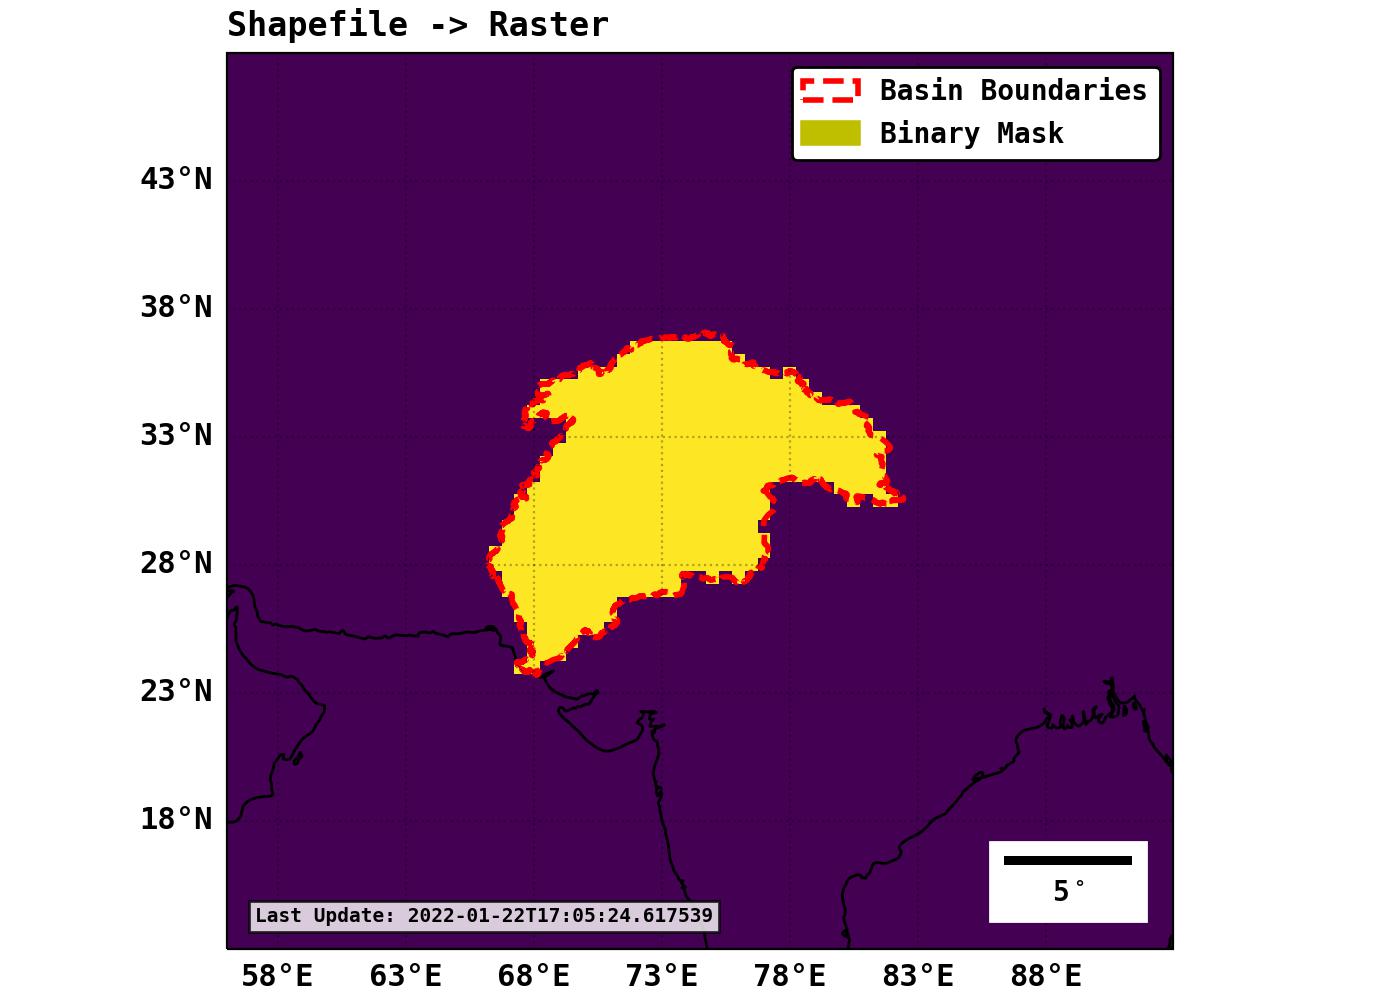 Shapefile -> Raster
Basin Boundaries
Binary Mask
43°N
38°N
33°N
28°N
23°N
18°N
5°
Last Update: 2022-01-22T17:05:24.617539
58°E 63°E 68°E 73°E 78°E 83°E 88°E